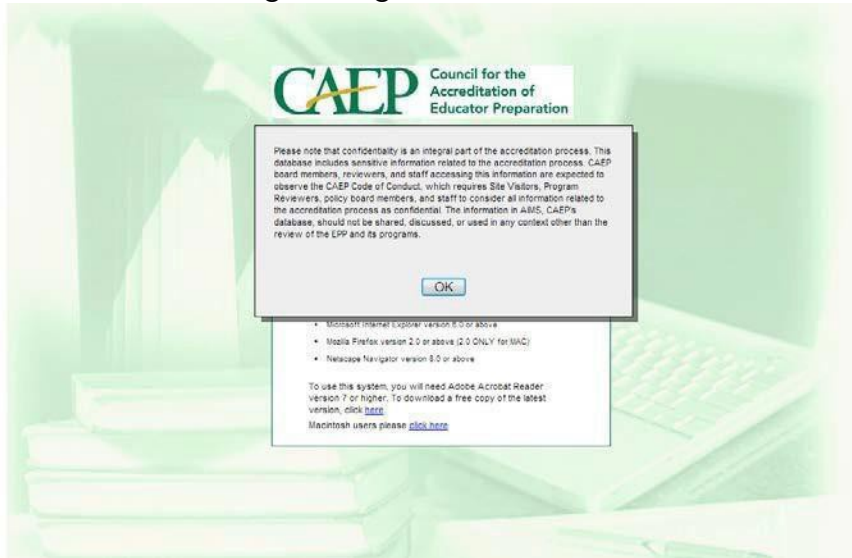 CAEP
Council for the
Accreditation of
Educator Preparation
Please note that confidentiality is an integral part of the accreditation process. This
database includes sensitive information related to the accreditation process. CAEP
board members, reviewers, and staff accessing this information are expected to
observe the CAEP Code of Conduct, which requires Site Visitors, Program
Reviewers, policy board members, and staff to consider all information related to
the accreditation process as confidential. The information in AIMS, CAEP's
database, should not be shared, discussed, or used in any context other than the
review of the EPP and its programs.
OK
• Microsoft Internet Explorer version 6.0 or above
• Mozilla Firefox version 2.0 or above (2.0 ONLY for MAC)
• Netscape Navigator version 8.0 or above
To use this system, you will need Adobe Acrobat Reader
version 7 or higher. To download a free copy of the latest
version, click here
Macintosh users please click here